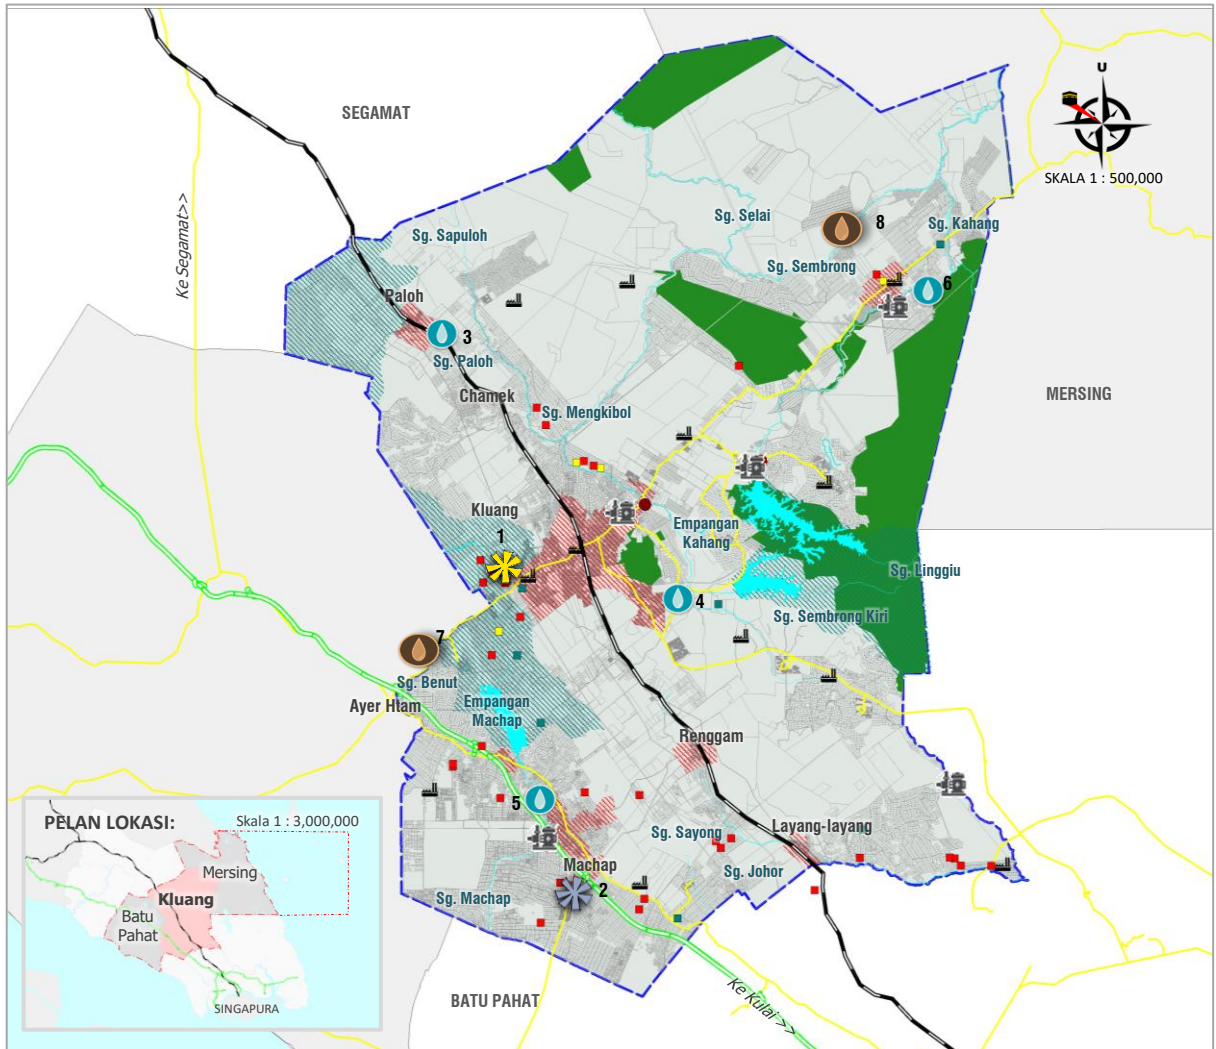 U
SEGAMAT
SKALA 1 : 500,000
Ke Segamat>>
Sg. Sapuloh
Sg. Selai
8
Sg. Kahang
Sg. Sembrong
6
Paloh
3
Sg. Paloh
MERSING
Chamek
Sg. Mengkibol
Kluang
1
Empangan
Kahang
Sg. Linggiu
4
Sg. Sembrong Kiri
7
Sg. Benut
Ayer Htam
Empangan
Machap
Renggam
5
Sg. Sayong
Layang-layang
Machap
2
Sg. Johor
Sg. Machap
BATU PAHAT
Ke Kulai >>
PELAN LOKASI:
Skala 1 : 3,000,000
Mersing
Kluang
Batu
Pahat
SINGAPURA